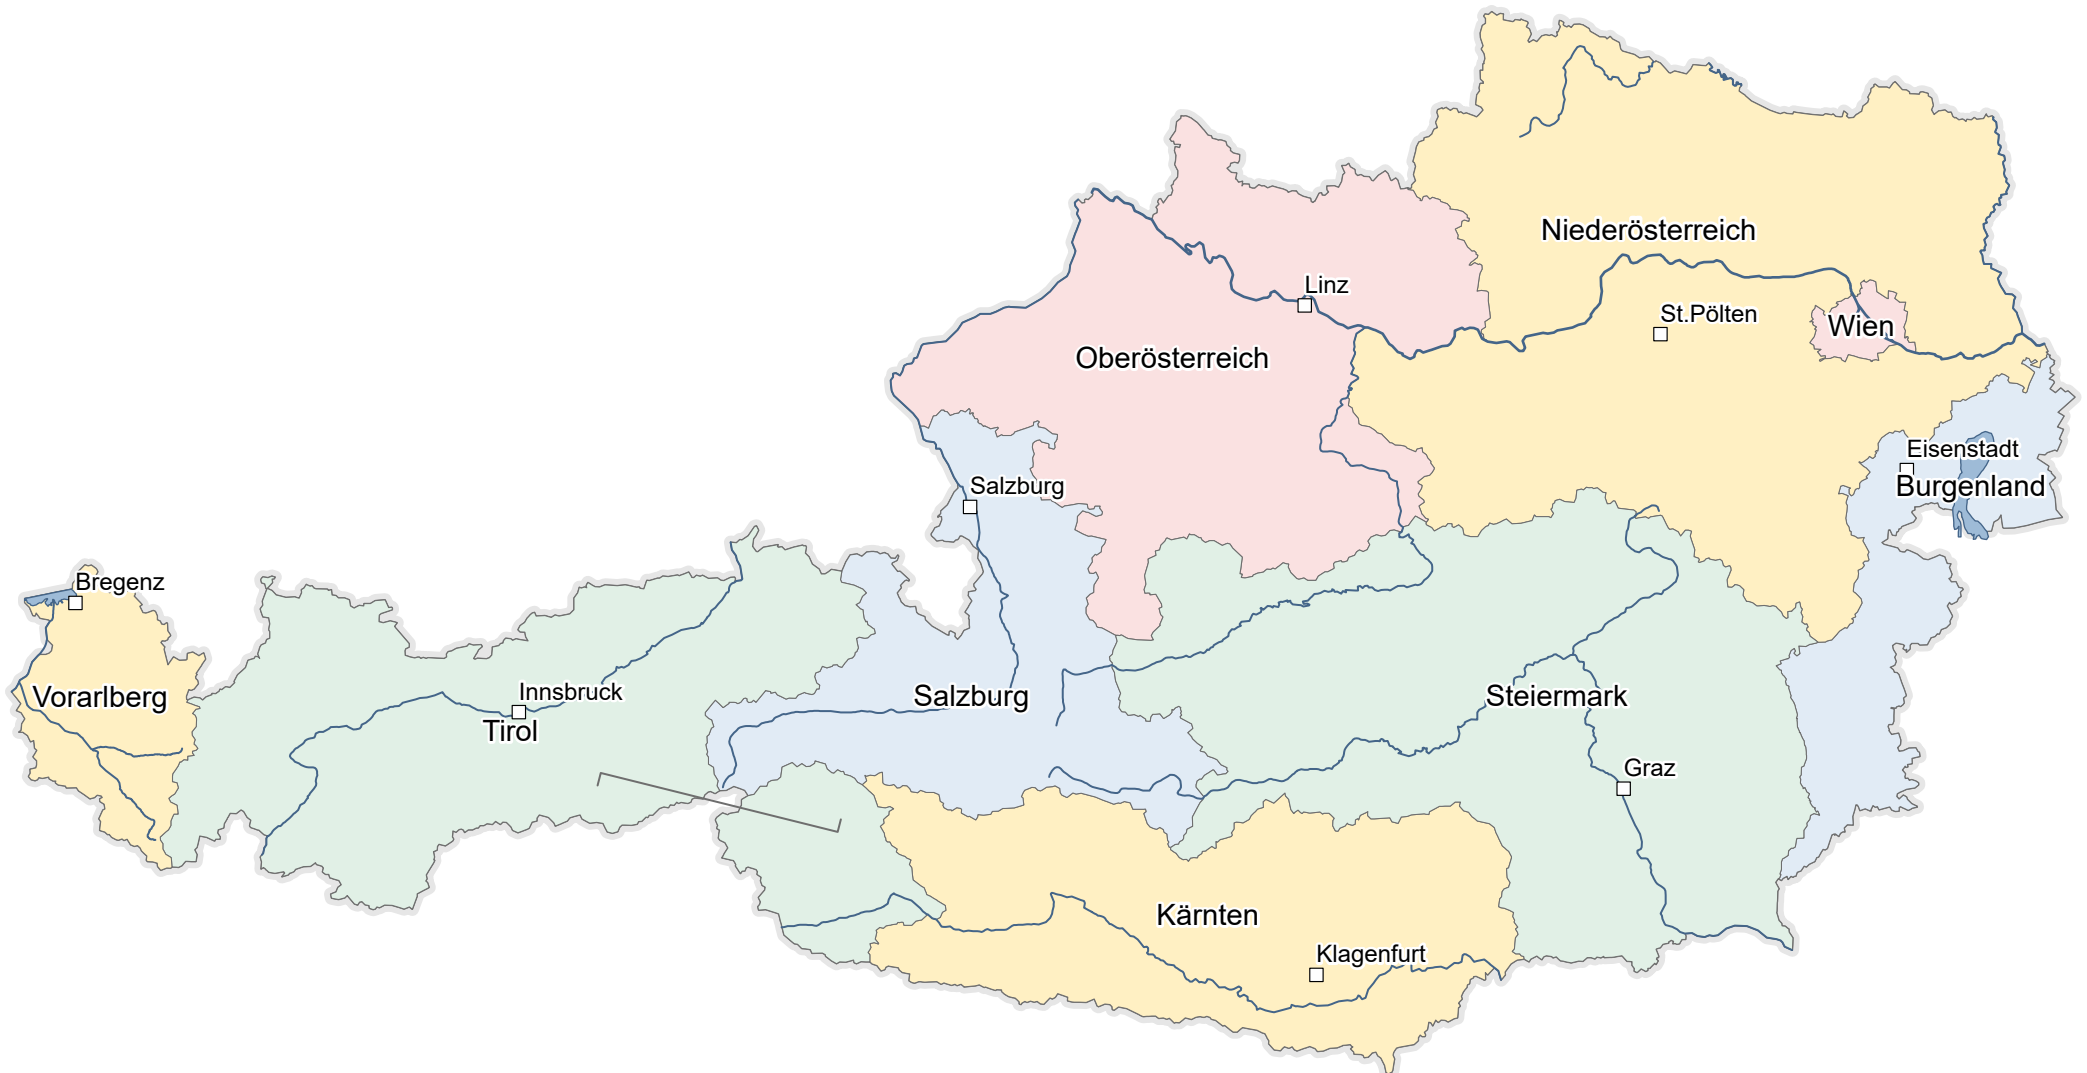 Niederösterreich
Linz
St.Pölten
Wien
Oberösterreich
Eisenstadt
Burgenland
Salzburg
Bregenz
Innsbruck
Vorarlberg
Salzburg
Steiermark
Tirol
Graz
Kärnten
Klagenfurt